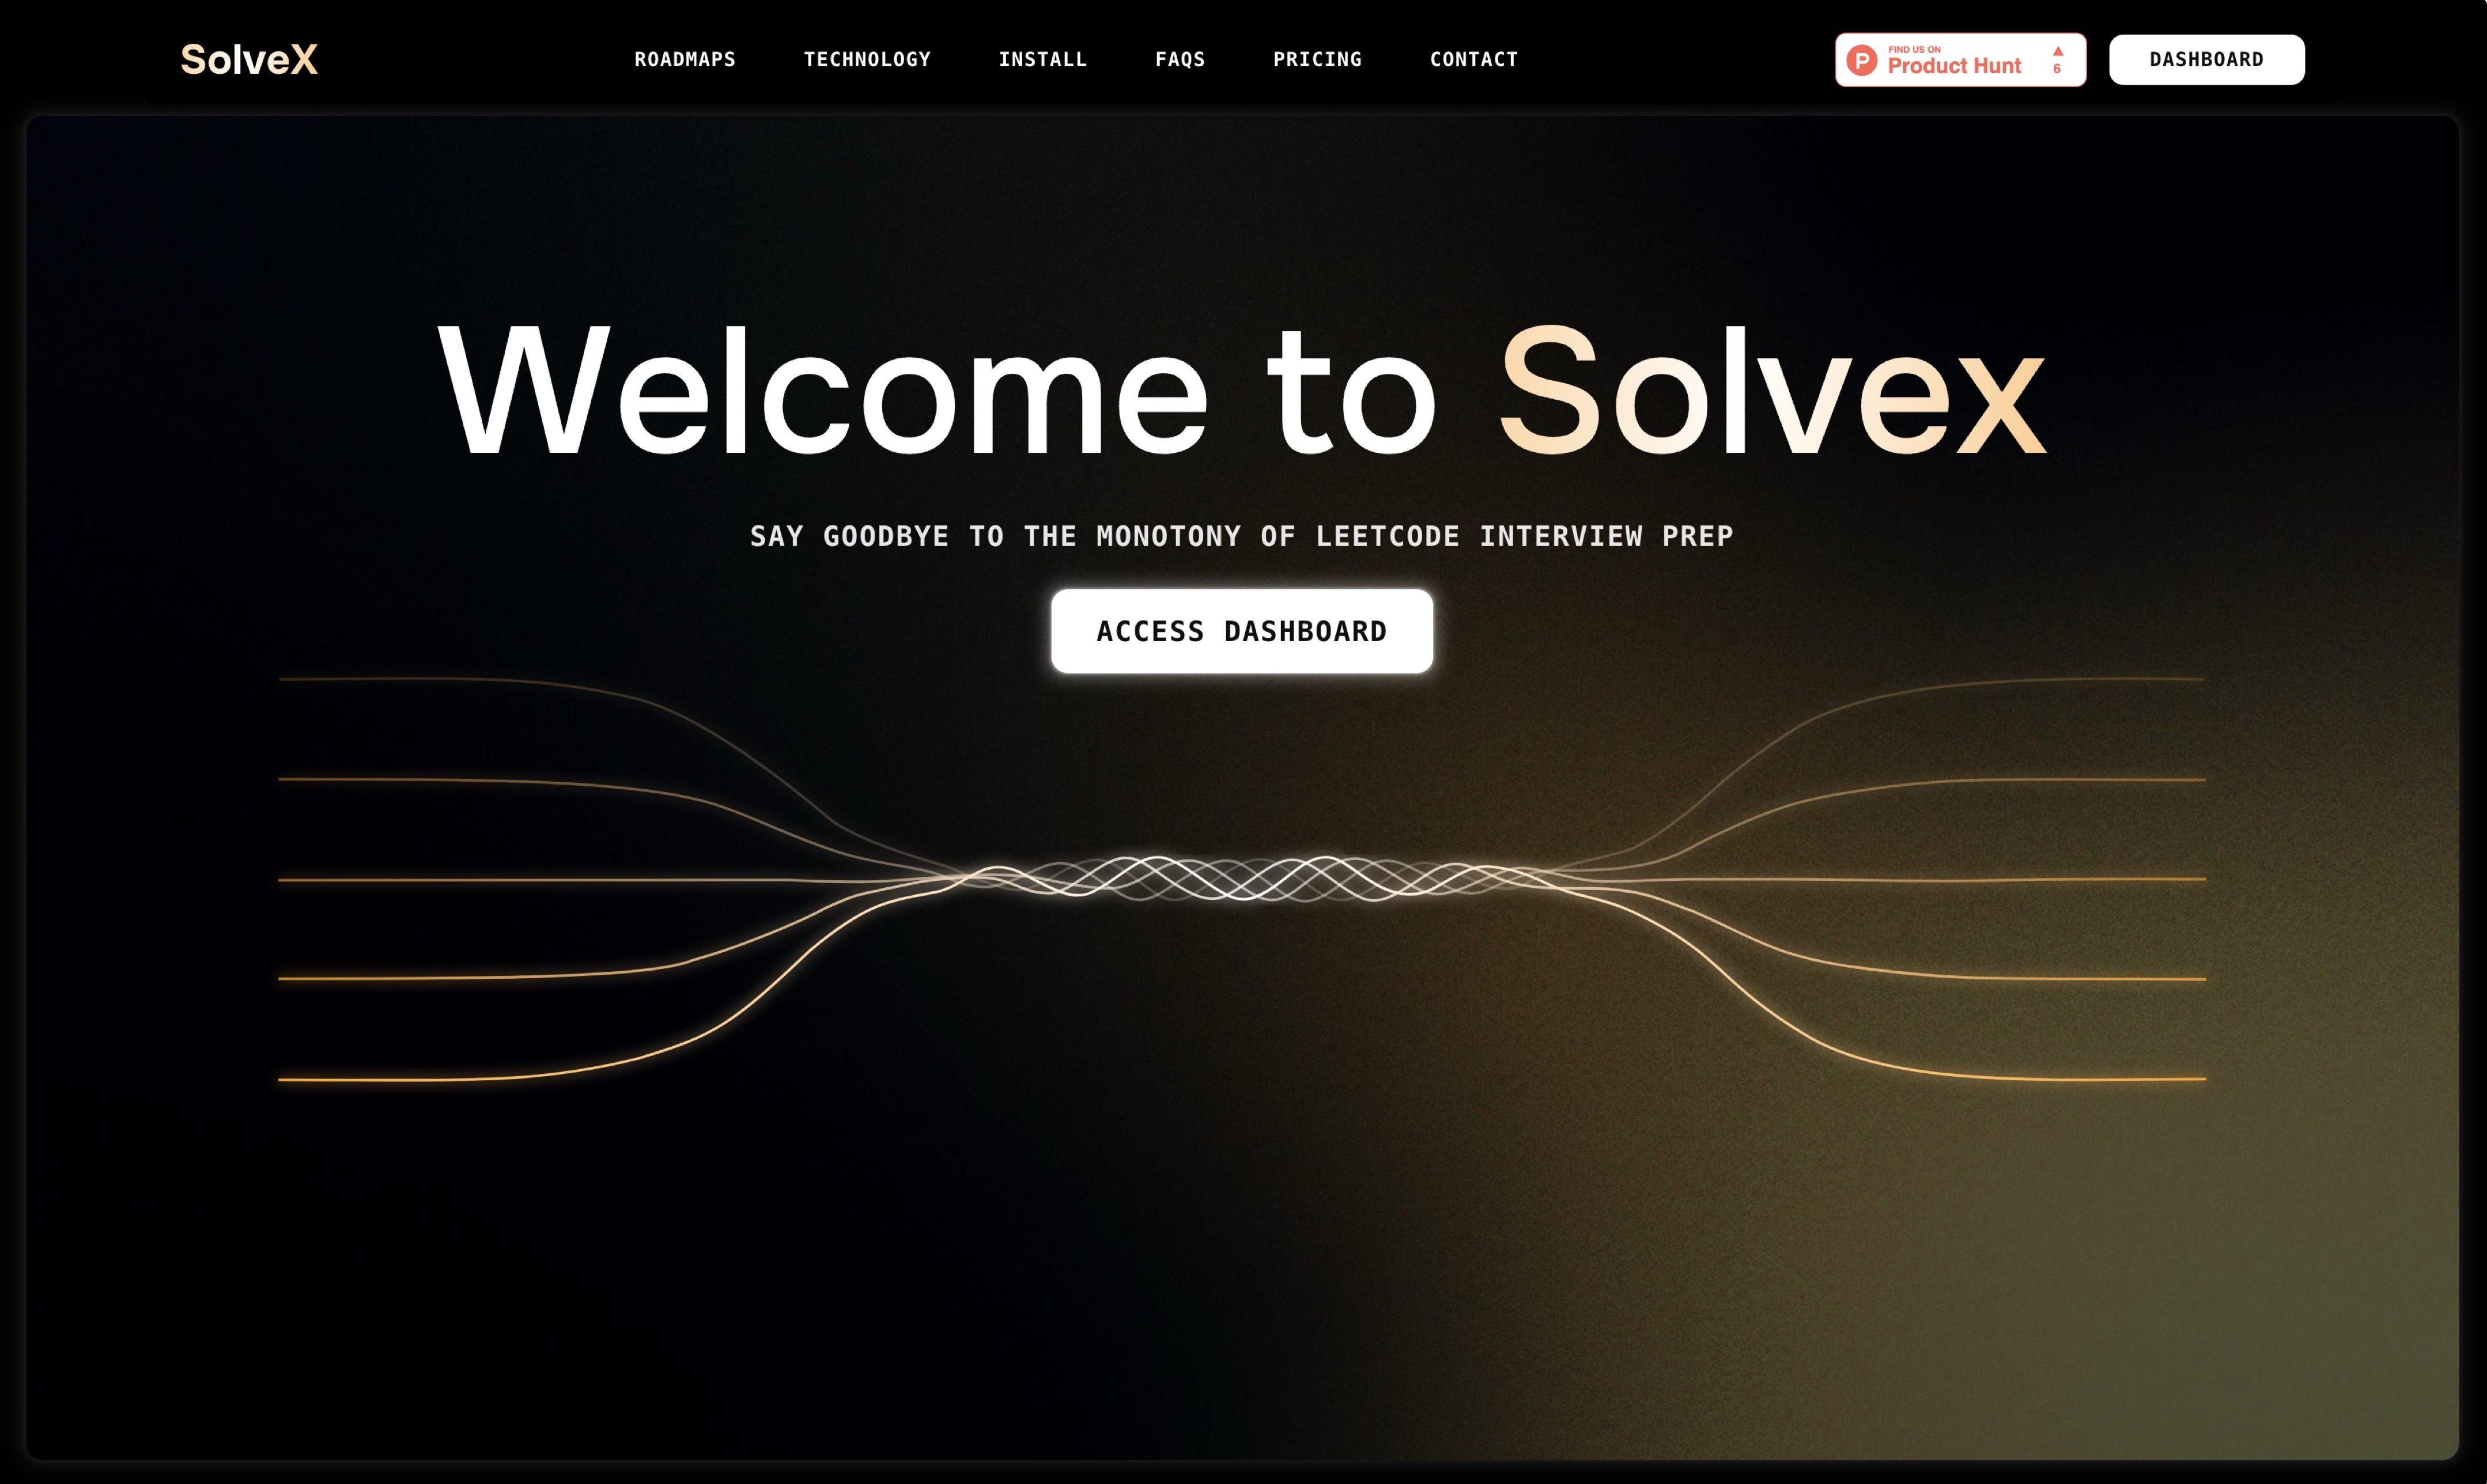 SolveX
ROADMAPS TECHNOLOGY INSTALL FAQS PRICING CONTACT
P
FIND US ON
Product Hunt
6
DASHBOARD
Welcome to Solvex
SAY GOODBYE TO THE MONOTONY OF LEETCODE INTERVIEW PREP
ACCESS DASHBOARD